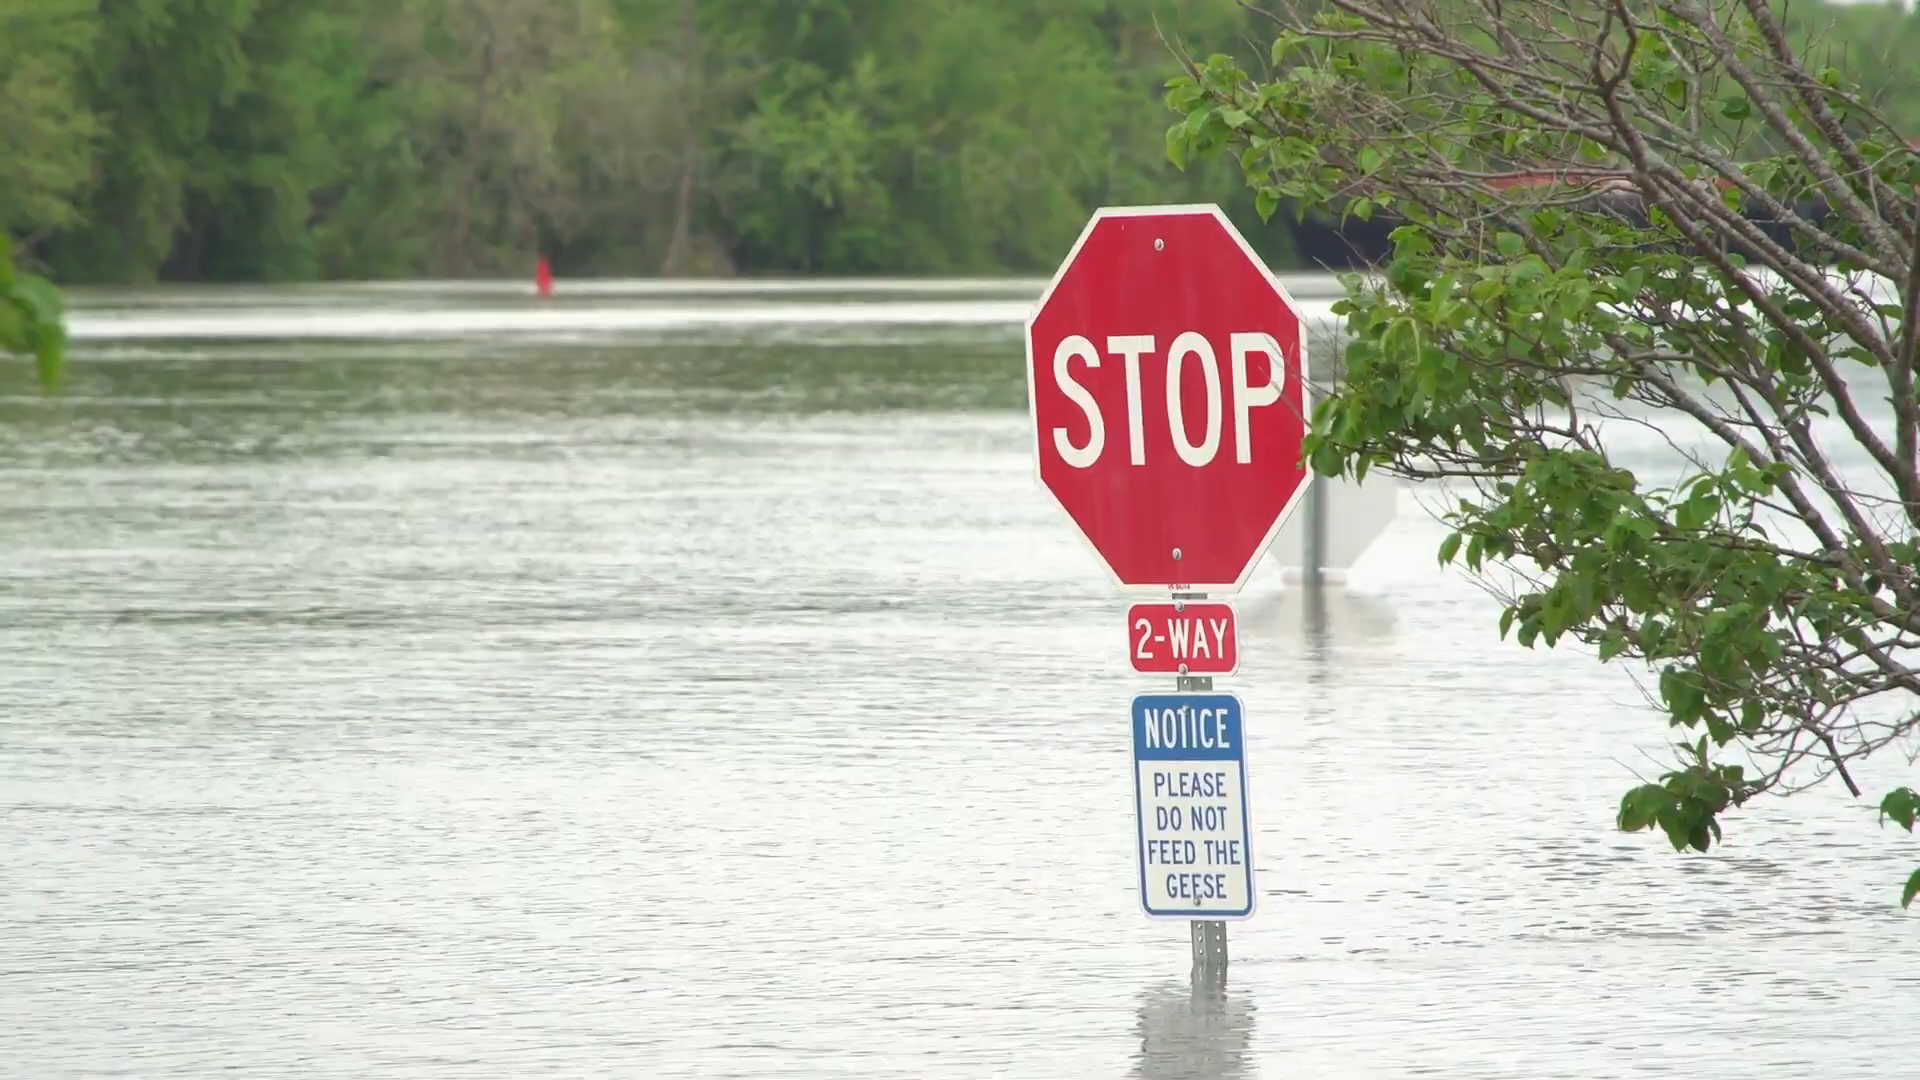 STOP
2-WAY
NOTICE
PLEASE
DO NOT
FEED THE
GEESE